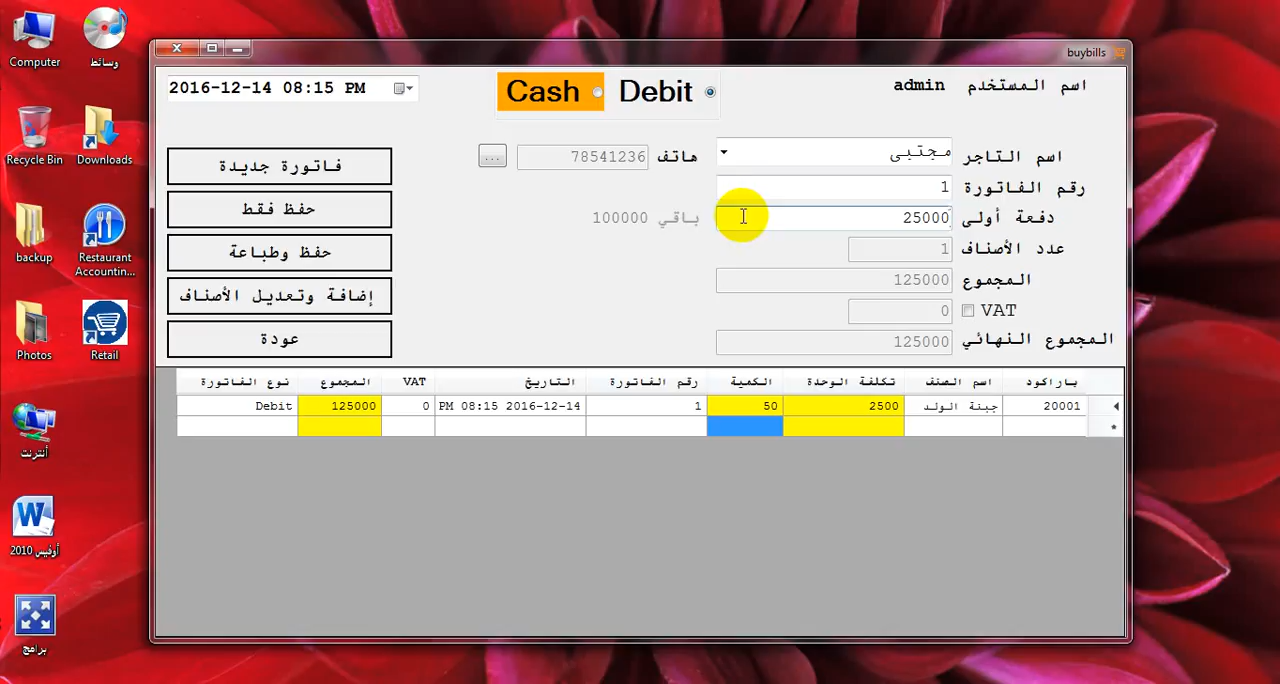 Computer
وسائط
Recycle Bin
Downloads
backup
Restaurant
Accountin...
Photos
Retail
أنترنت
أوفيس 2010
برامج
buybills
2016-12-14 08:15 PM
Cash
Debit
اسم المستخدم admin
اسم التاجر مجتبى
هاتف 78541236
...
رقم الفاتورة 1
دفعة أولى 25000
باقي 100000
عدد الأصناف 1
المجموع 125000
VAT 0
المجموع النهائي 125000
فاتورة جديدة
حفظ فقط
حفظ وطباعة
إضافة وتعديل الأصناف
عودة
باراكود اسم الصنف تكلفة الوحدة الكمية رقم الفاتورة التاريخ VAT المجموع نوع الفاتورة
20001 جبنة الولد 2500 50 1 PM 08:15 2016-12-14 0 125000 Debit